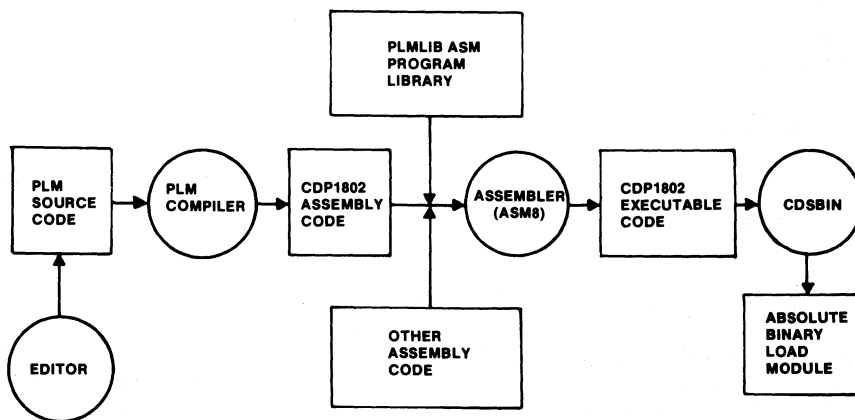 PLMLIB ASM
PROGRAM
LIBRARY
PLM
SOURCE
CODE
PLM
COMPILER
CDP1802
ASSEMBLY
CODE
ASSEMBLER
(ASM8)
CDP1802
EXECUTABLE
CODE
CDSBIN
EDITOR
OTHER
ASSEMBLY
CODE
ABSOLUTE
BINARY
LOAD
MODULE